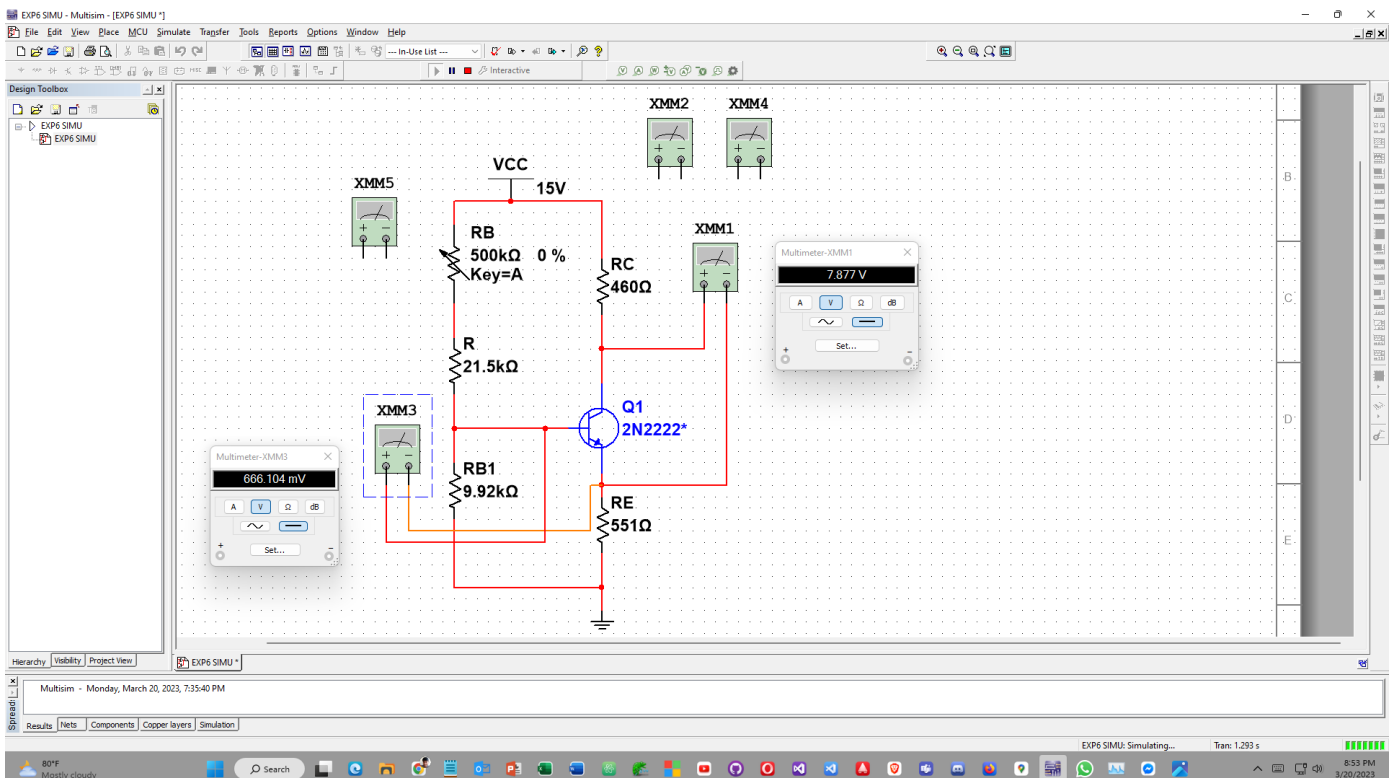 EXP6 SIMU - Multisim - [EXP6 SIMU *]
File Edit View Place MCU Simulate Transfer Tools Reports Options Window Help
--- In-Use List ---
Interactive
Design Toolbox
EXP6 SIMU
EXP6 SIMU
XMM2 XMM4
VCC
15V
XMM5
RB
500kΩ 0 %
Key=A
RC
460Ω
XMM1
Multimeter-XMM1
7.877 V
A V Ω dB
Set...
R
21.5kΩ
XMM3
Q1
2N2222*
Multimeter-XMM3
666.104 mV
A V Ω dB
Set...
RB1
9.92kΩ
RE
551Ω
B
C
D
E
Hierarchy Visibility Project View
EXP6 SIMU *
Multisim - Monday, March 20, 2023, 7:35:40 PM
Spread
Results Nets Components Copper layers Simulation
EXP6 SIMU: Simulating... Tran: 1.293 s
80°F
Mostly cloudy
Search
8:53 PM
3/20/2023